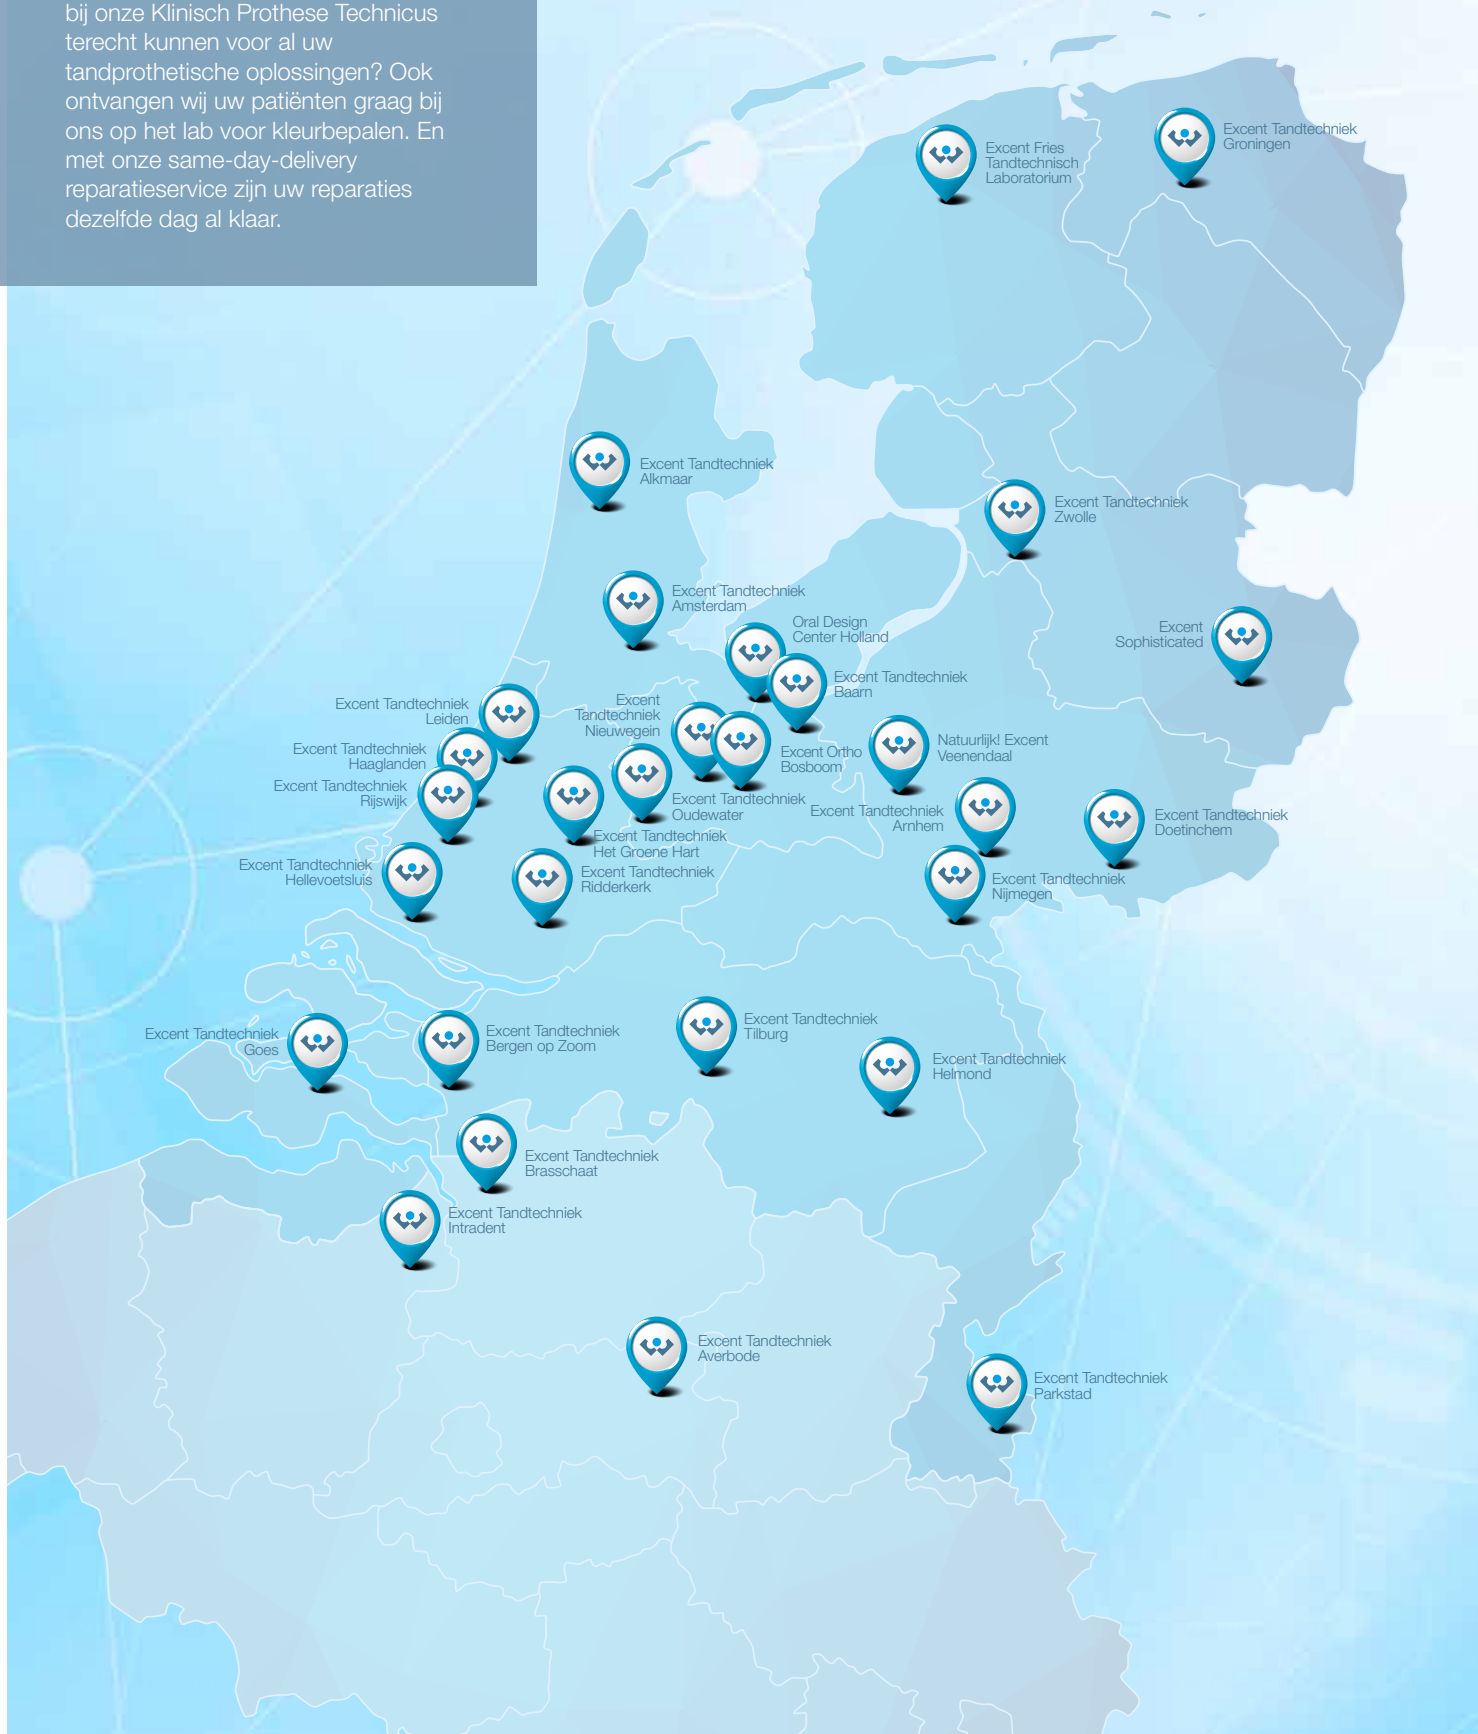 bij onze Klinisch Prothese Technicus
terecht kunnen voor al uw
tandprothetische oplossingen? Ook
ontvangen wij uw patiënten graag bij
ons op het lab voor kleurbepalen. En
met onze same-day-delivery
reparatieservice zijn uw reparaties
dezelfde dag al klaar.
Excent Fries
Tandtechnisch
Laboratorium
Excent Tandtechniek
Groningen
Excent Tandtechniek
Alkmaar
Excent Tandtechniek
Zwolle
Excent Tandtechniek
Amsterdam
Oral Design
Center Holland
Excent
Sophisticated
Excent Tandtechniek
Baarn
Excent Tandtechniek
Leiden
Excent
Tandtechniek
Nieuwegein
Excent Tandtechniek
Haaglanden
Excent Ortho
Bosboom
Natuurlijk! Excent
Veenendaal
Excent Tandtechniek
Rijswijk
Excent Tandtechniek
Oudewater
Excent Tandtechniek
Arnhem
Excent Tandtechniek
Doetinchem
Excent Tandtechniek
Het Groene Hart
Excent Tandtechniek
Hellevoetsluis
Excent Tandtechniek
Ridderkerk
Excent Tandtechniek
Nijmegen
Excent Tandtechniek
Goes
Excent Tandtechniek
Bergen op Zoom
Excent Tandtechniek
Tilburg
Excent Tandtechniek
Helmond
Excent Tandtechniek
Brasschaat
Excent Tandtechniek
Intradent
Excent Tandtechniek
Averbode
Excent Tandtechniek
Parkstad